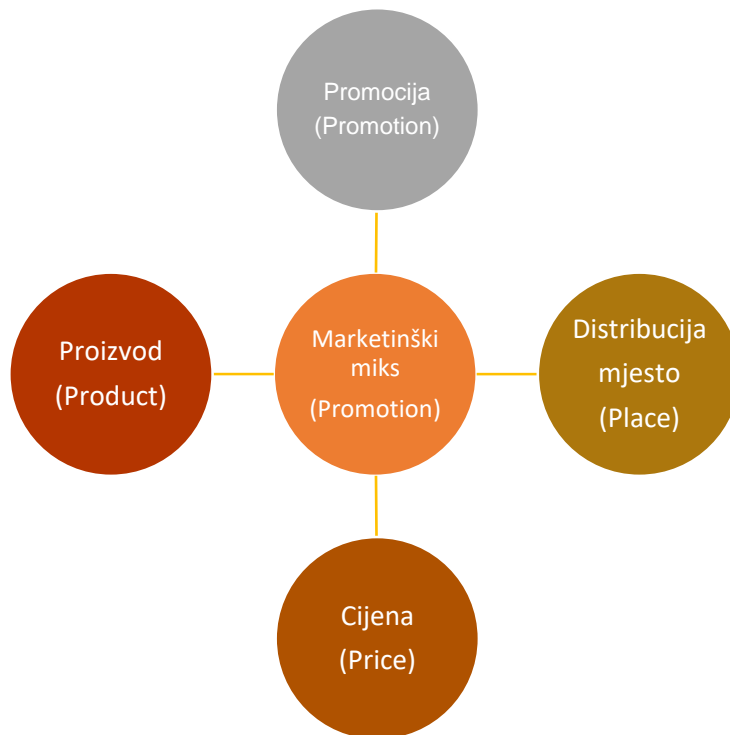 Promocija
(Promotion)
Proizvod
(Product)
Marketinški
miks
(Promotion)
Distribucija
mjesto
(Place)
Cijena
(Price)